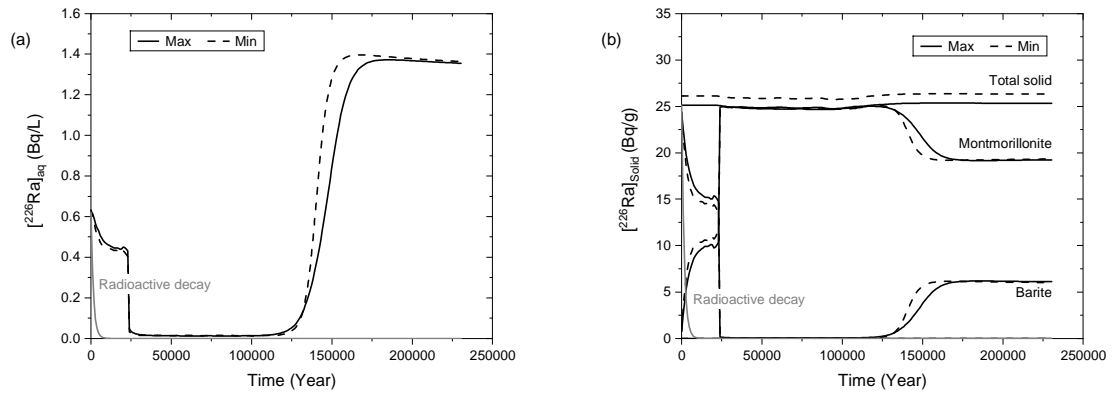 (a)
Max
Min
1.6
1.4
1.2
1.0
0.8
0.6
0.4
0.2
0.0
[²²⁶Ra]aq (Bq/L)
Radioactive decay
0
50000
100000
150000
200000
250000
Time (Year)
(b)
Max
Min
35
30
25
20
15
10
5
0
[²²⁶Ra]Solid (Bq/g)
Total solid
Montmorillonite
Radioactive decay
Barite
0
50000
100000
150000
200000
250000
Time (Year)